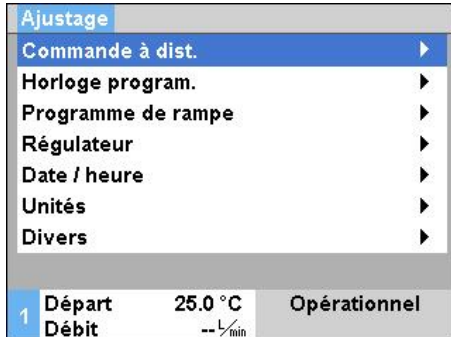 Ajustage
Commande à dist.
Horloge program.
Programme de rampe
Régulateur
Date / heure
Unités
Divers
1 Départ 25.0 °C Opérationnel
Débit -- L/min